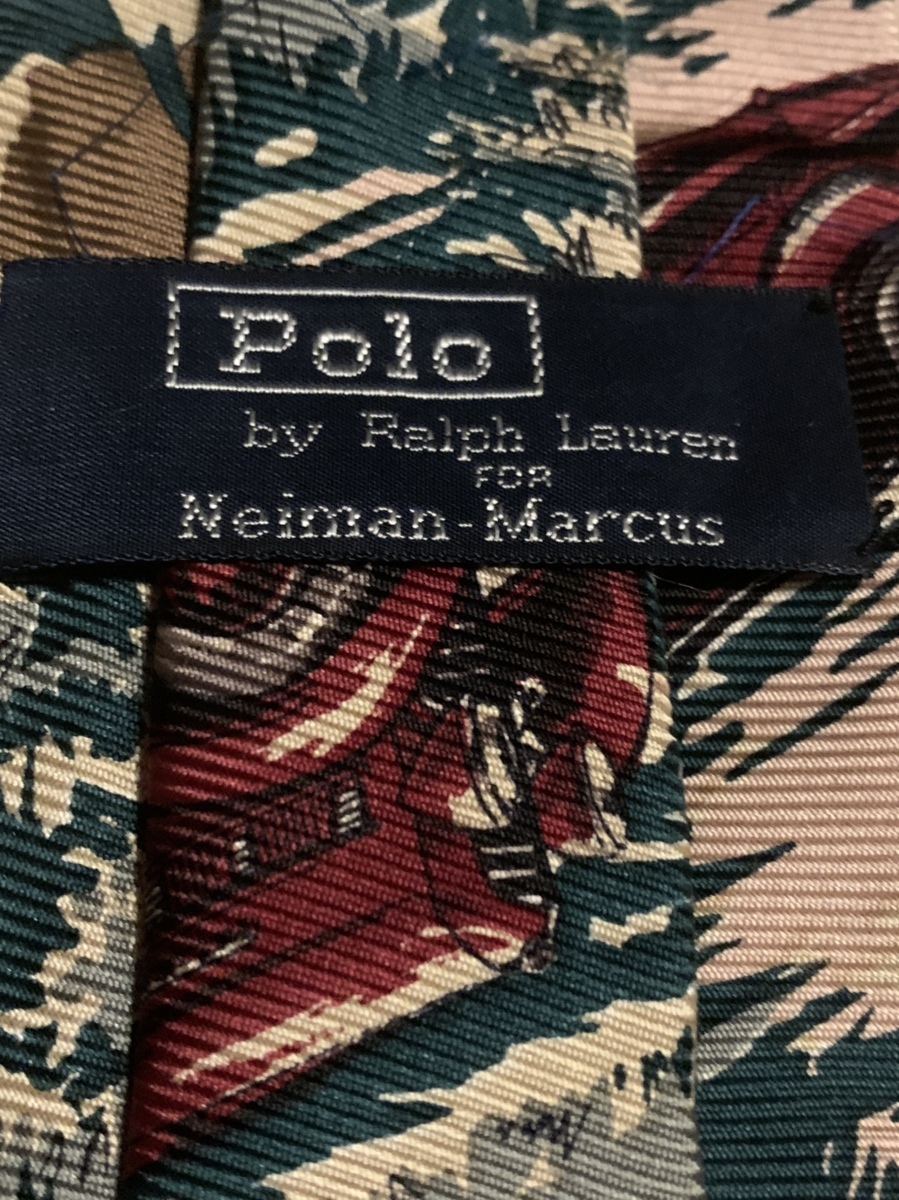 Polo
by Ralph Lauren
FOR
Neiman-Marcus